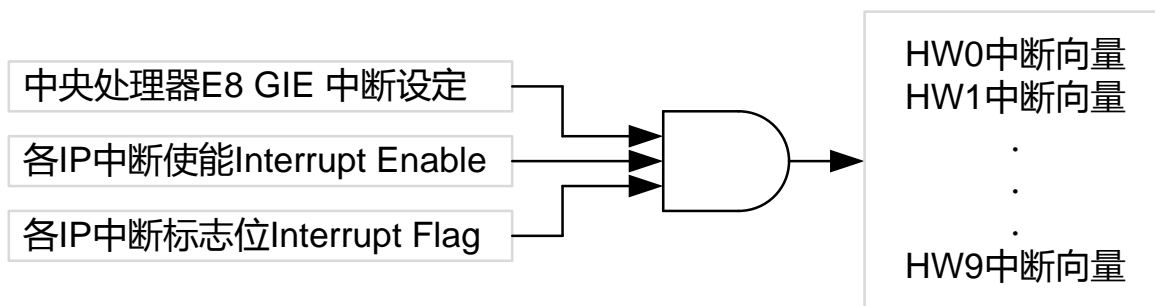 中央处理器E8 GIE 中断设定
各IP中断使能Interrupt Enable
各IP中断标志位Interrupt Flag
HW0中断向量
HW1中断向量
.
.
.
HW9中断向量